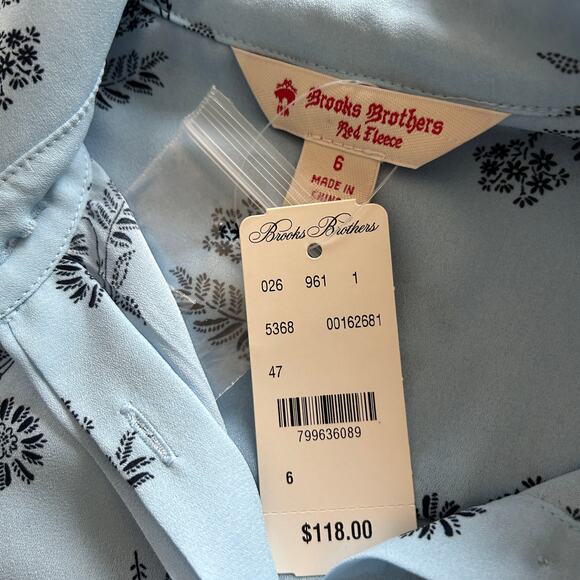 Brooks Brothers
Red Fleece
6
MADE IN
Brooks Brothers
026 961 1
5368 00162681
47
799636089
6
$118.00